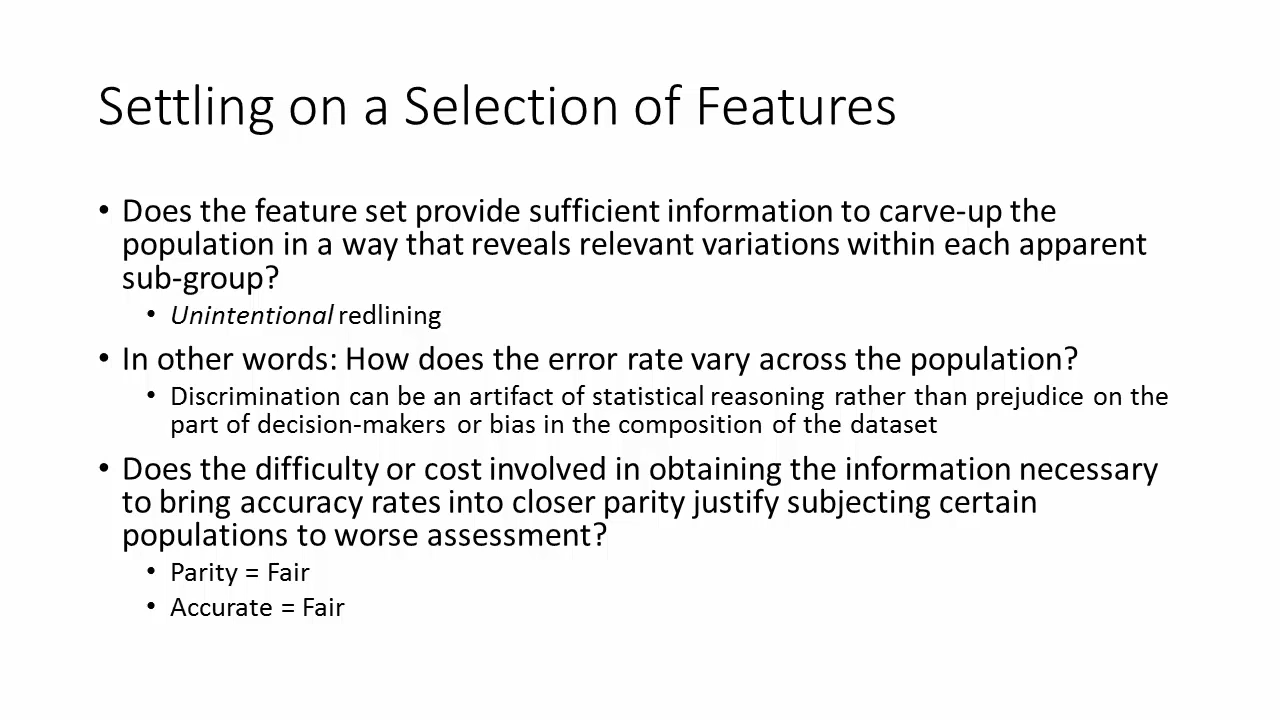 Settling on a Selection of Features
• Does the feature set provide sufficient information to carve-up the
population in a way that reveals relevant variations within each apparent
sub-group?
• Unintentional redlining
• In other words: How does the error rate vary across the population?
• Discrimination can be an artifact of statistical reasoning rather than prejudice on the
part of decision-makers or bias in the composition of the dataset
• Does the difficulty or cost involved in obtaining the information necessary
to bring accuracy rates into closer parity justify subjecting certain
populations to worse assessment?
• Parity = Fair
• Accurate = Fair